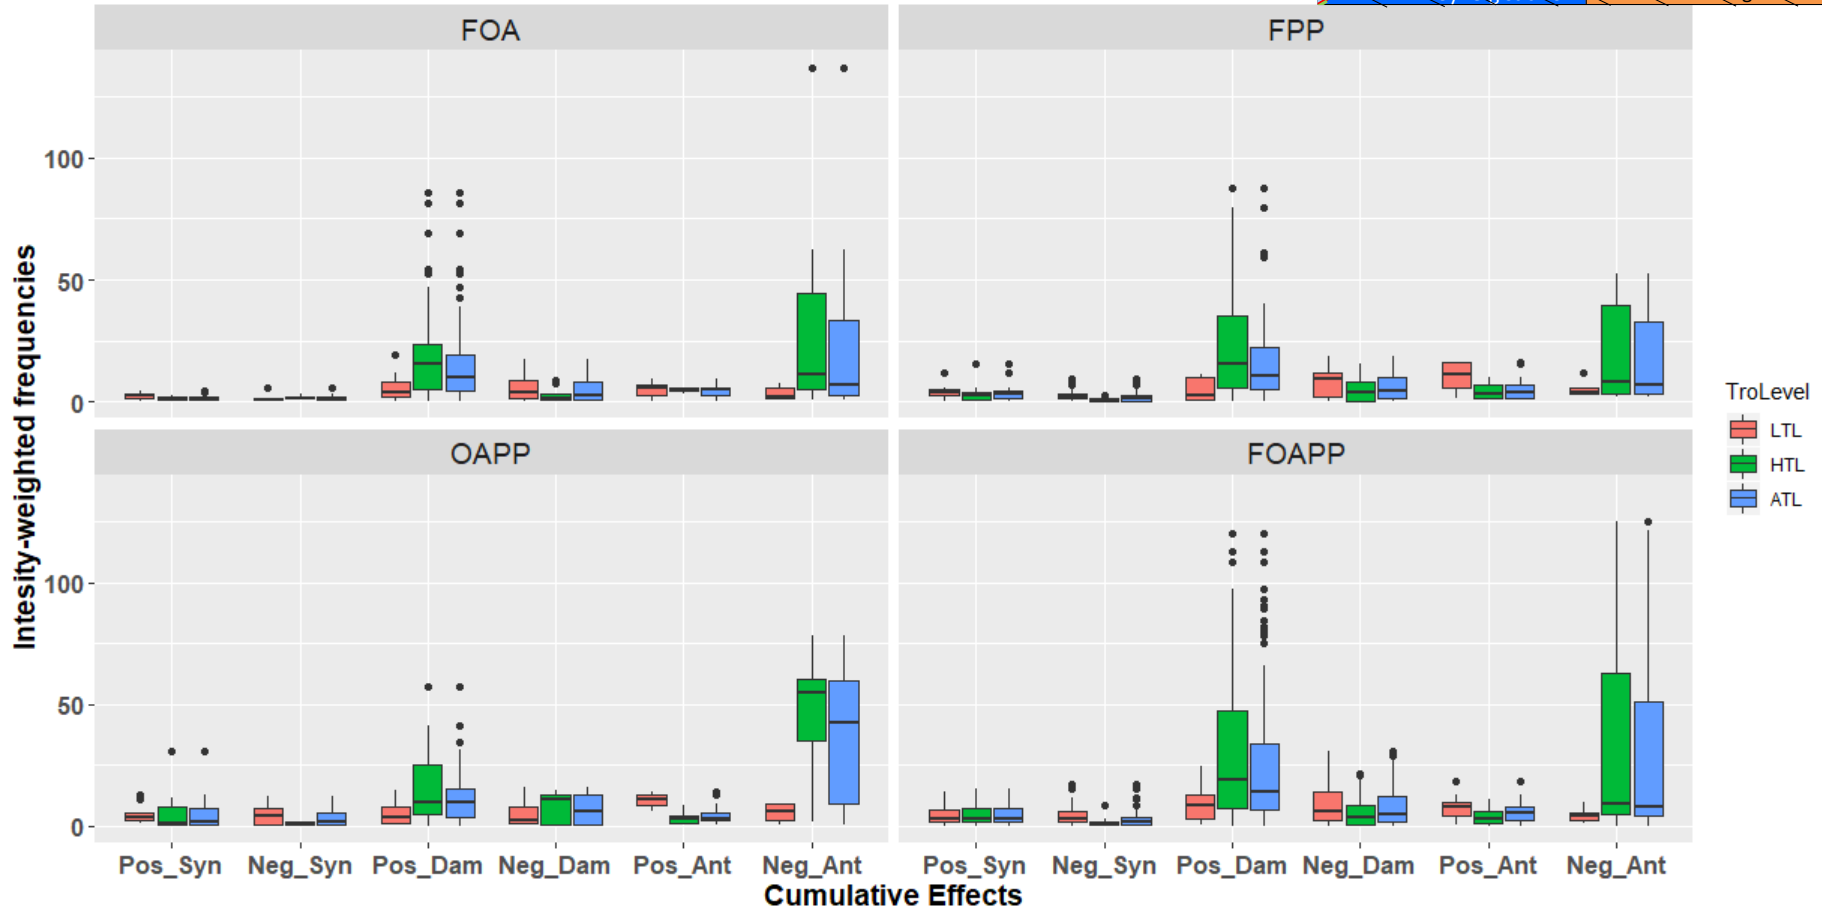 FOA
FPP
Intesity-weighted frequencies
100
50
0
OAPP
FOAPP
100
50
0
Pos_Syn Neg_Syn Pos_Dam Neg_Dam Pos_Ant Neg_Ant
Pos_Syn Neg_Syn Pos_Dam Neg_Dam Pos_Ant Neg_Ant
Cumulative Effects
TroLevel
LTL
HTL
ATL